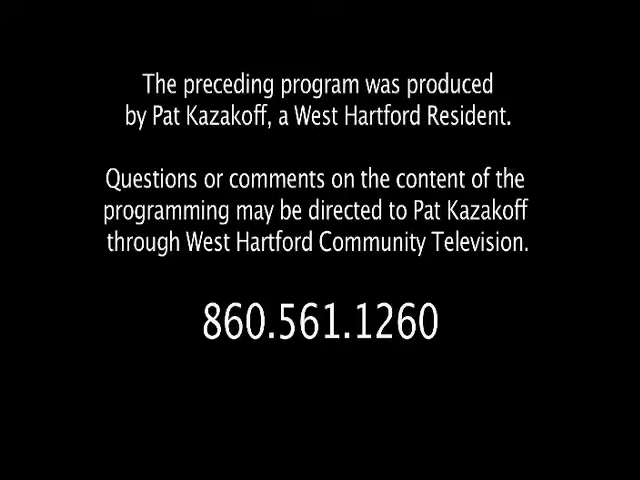 The preceding program was produced
by Pat Kazakoff, a West Hartford Resident.
Questions or comments on the content of the
programming may be directed to Pat Kazakoff
through West Hartford Community Television.
860.561.1260